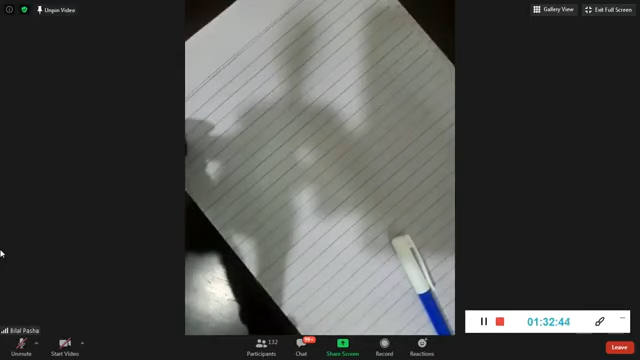 Unpin Video
Gallery View
Exit Full Screen
Bilal Pasha
01:32:44
Unmute
Start Video
132
Participants
99+
Chat
Share Screen
Record
Reactions
Leave